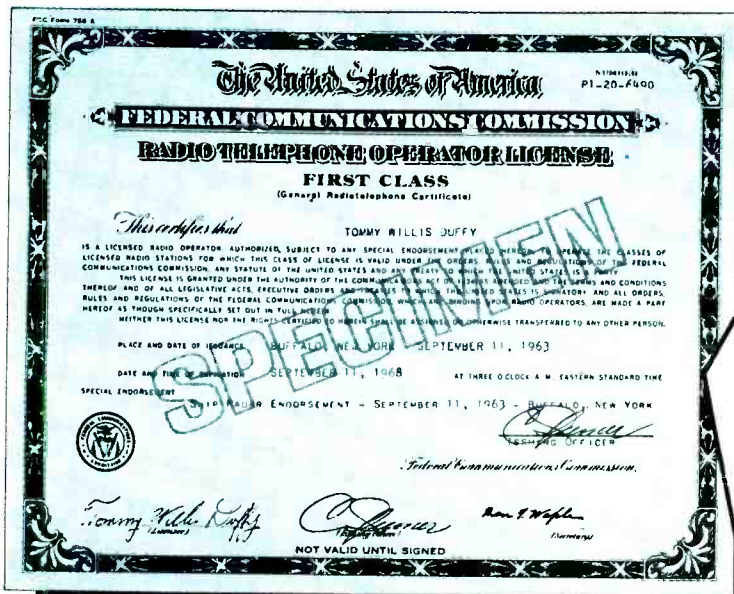 FCC Form 756 A
The United States of America
NUMBER
P1-20-6490
FEDERAL COMMUNICATIONS COMMISSION
RADIO TELEPHONE OPERATOR LICENSE
FIRST CLASS
(General Radiotelephone Certificate)
This certifies that TOMMY WILLIS DUFFY
IS A LICENSED RADIO OPERATOR AUTHORIZED, SUBJECT TO ANY SPECIAL ENDORSEMENT PLACED HEREON, TO OPERATE THE CLASSES OF
LICENSED RADIO STATIONS FOR WHICH THIS CLASS OF LICENSE IS VALID UNDER THE ORDERS, RULES AND REGULATIONS OF THE FEDERAL
COMMUNICATIONS COMMISSION, ANY STATUTE OF THE UNITED STATES AND ANY TREATY TO WHICH THE UNITED STATES IS A PARTY
THIS LICENSE IS GRANTED UNDER THE AUTHORITY OF THE COMMUNICATIONS ACT OF AMENDED AND THE TERMS AND CONDITIONS
THEREOF AND OF ALL LEGISLATIVE ACTS, EXECUTIVE ORDERS AND TREATIES TO WHICH THE UNITED STATES IS SIGNATORY AND ALL ORDERS,
RULES AND REGULATIONS OF THE FEDERAL COMMUNICATIONS COMMISSION, WHICH ARE BINDING UPON RADIO OPERATORS, ARE MADE A PART
HEREOF AS THOUGH SPECIFICALLY SET OUT IN FULL HEREIN
NEITHER THIS LICENSE NOR THE RIGHTS CERTIFIED TO HEREIN SHALL BE ASSIGNED OR OTHERWISE TRANSFERRED TO ANY OTHER PERSON.
PLACE AND DATE OF ISSUANCE BUFFALO, NEW YORK - SEPTEMBER 11, 1963
DATE AND TIME OF EXPIRATION SEPTEMBER 11, 1968 AT THREE O'CLOCK A.M. EASTERN STANDARD TIME
SPECIAL ENDORSEMENT
SHIP RADAR ENDORSEMENT - SEPTEMBER 11, 1963 - BUFFALO, NEW YORK
SPECIMEN
ISSUING OFFICER
Federal Communications Commission.
Tommy Willis Duffy
(Licensee)
(Issuing Officer)
(Secretary)
NOT VALID UNTIL SIGNED